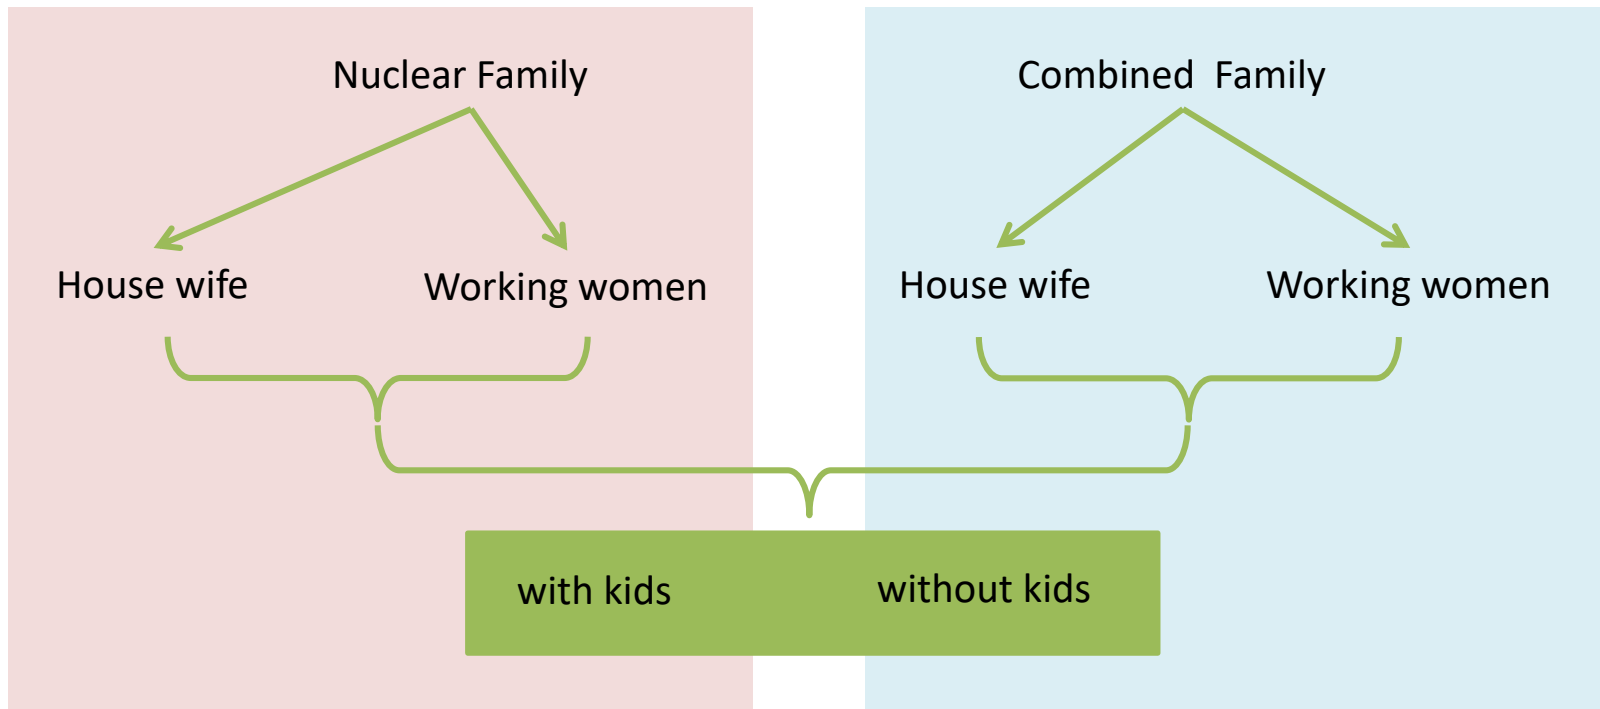 Nuclear Family
Combined  Family
House wife
Working women
House wife
Working women
with kids
without kids